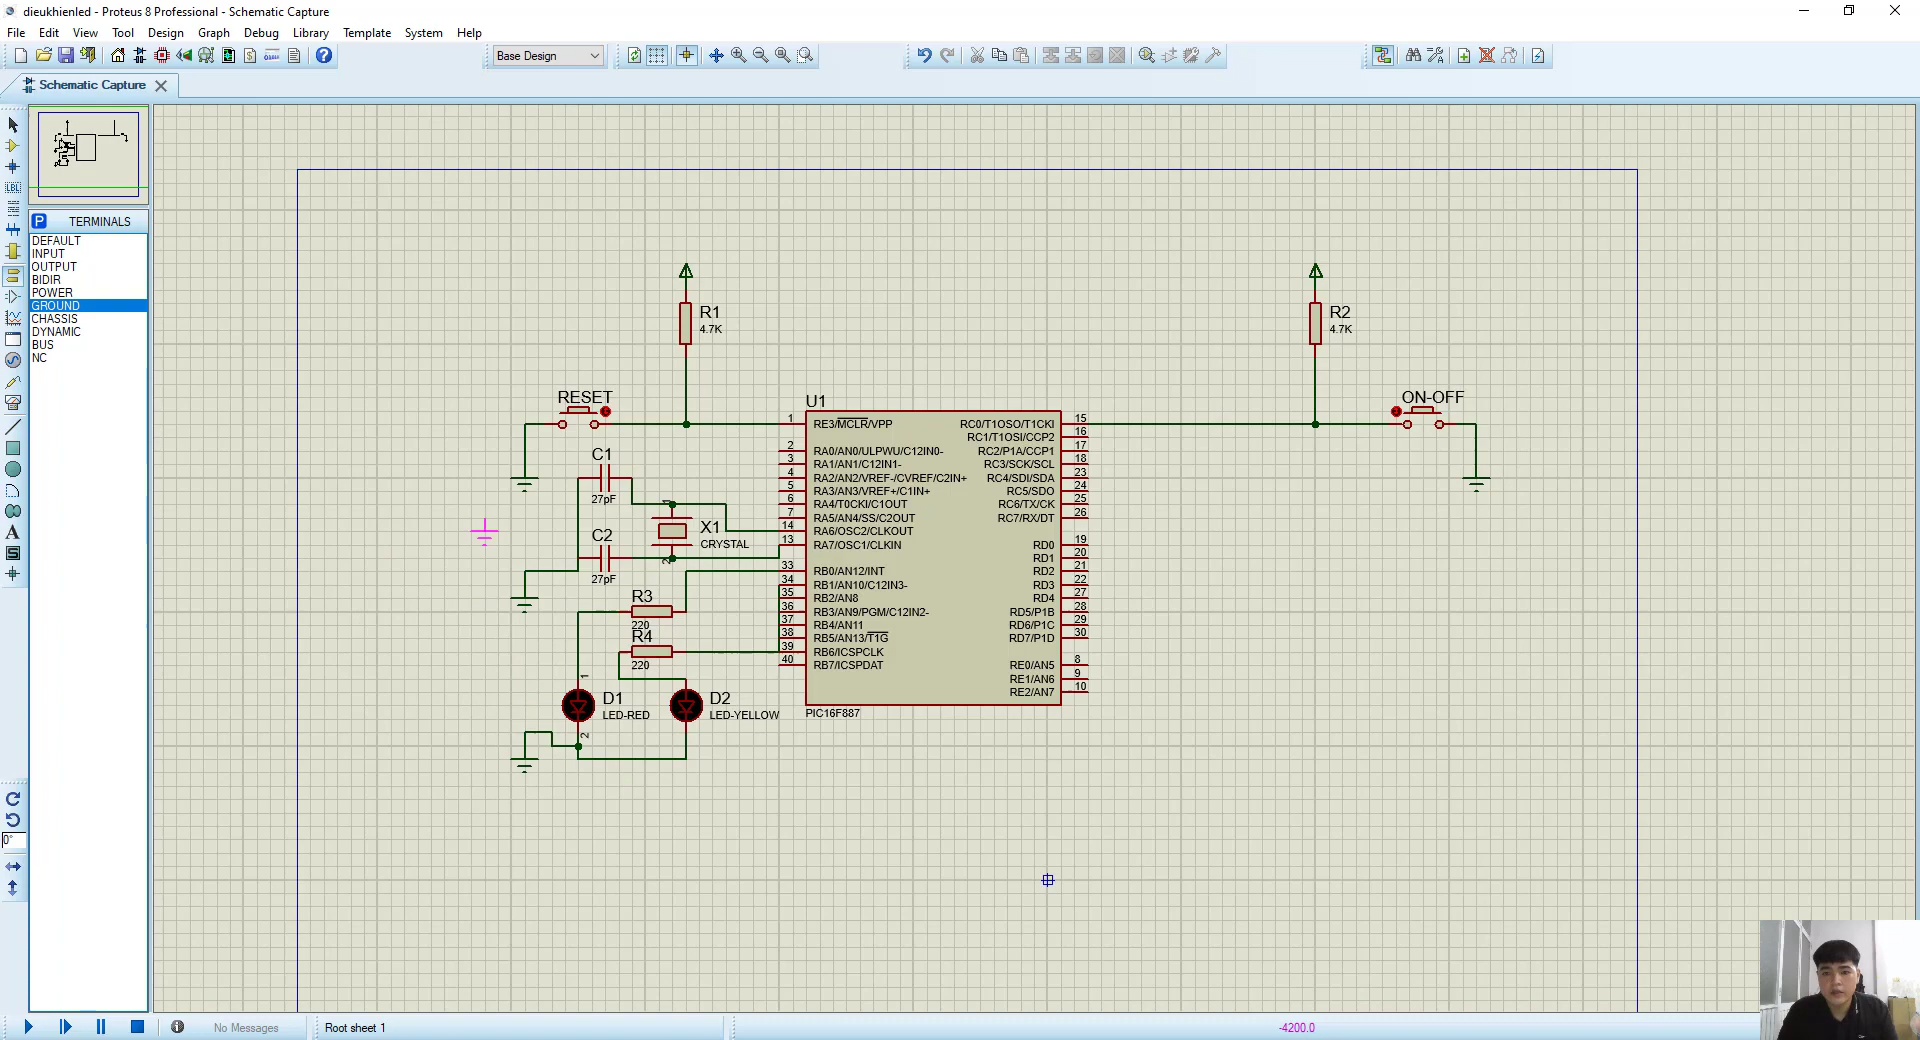 dieukhienled - Proteus 8 Professional - Schematic Capture
File Edit View Tool Design Graph Debug Library Template System Help
Base Design
Schematic Capture
P TERMINALS
DEFAULT
INPUT
OUTPUT
BIDIR
POWER
GROUND
CHASSIS
DYNAMIC
BUS
NC
LBL
A
S
0°
R1
4.7K
R2
4.7K
RESET
ON-OFF
C1
27pF
C2
27pF
1
X1
CRYSTAL
2
R3
220
R4
220
1
D1
LED-RED
2
D2
LED-YELLOW
U1
1 RE3/MCLR/VPP
2 RA0/AN0/ULPWU/C12IN0-
3 RA1/AN1/C12IN1-
4 RA2/AN2/VREF-/CVREF/C2IN+
5 RA3/AN3/VREF+/C1IN+
6 RA4/T0CKI/C1OUT
7 RA5/AN4/SS/C2OUT
14 RA6/OSC2/CLKOUT
13 RA7/OSC1/CLKIN
33 RB0/AN12/INT
34 RB1/AN10/C12IN3-
35 RB2/AN8
36 RB3/AN9/PGM/C12IN2-
37 RB4/AN11
38 RB5/AN13/T1G
39 RB6/ICSPCLK
40 RB7/ICSPDAT
RC0/T1OSO/T1CKI 15
RC1/T1OSI/CCP2 16
RC2/P1A/CCP1 17
RC3/SCK/SCL 18
RC4/SDI/SDA 23
RC5/SDO 24
RC6/TX/CK 25
RC7/RX/DT 26
RD0 19
RD1 20
RD2 21
RD3 22
RD4 27
RD5/P1B 28
RD6/P1C 29
RD7/P1D 30
RE0/AN5 8
RE1/AN6 9
RE2/AN7 10
PIC16F887
No Messages
Root sheet 1
-4200.0